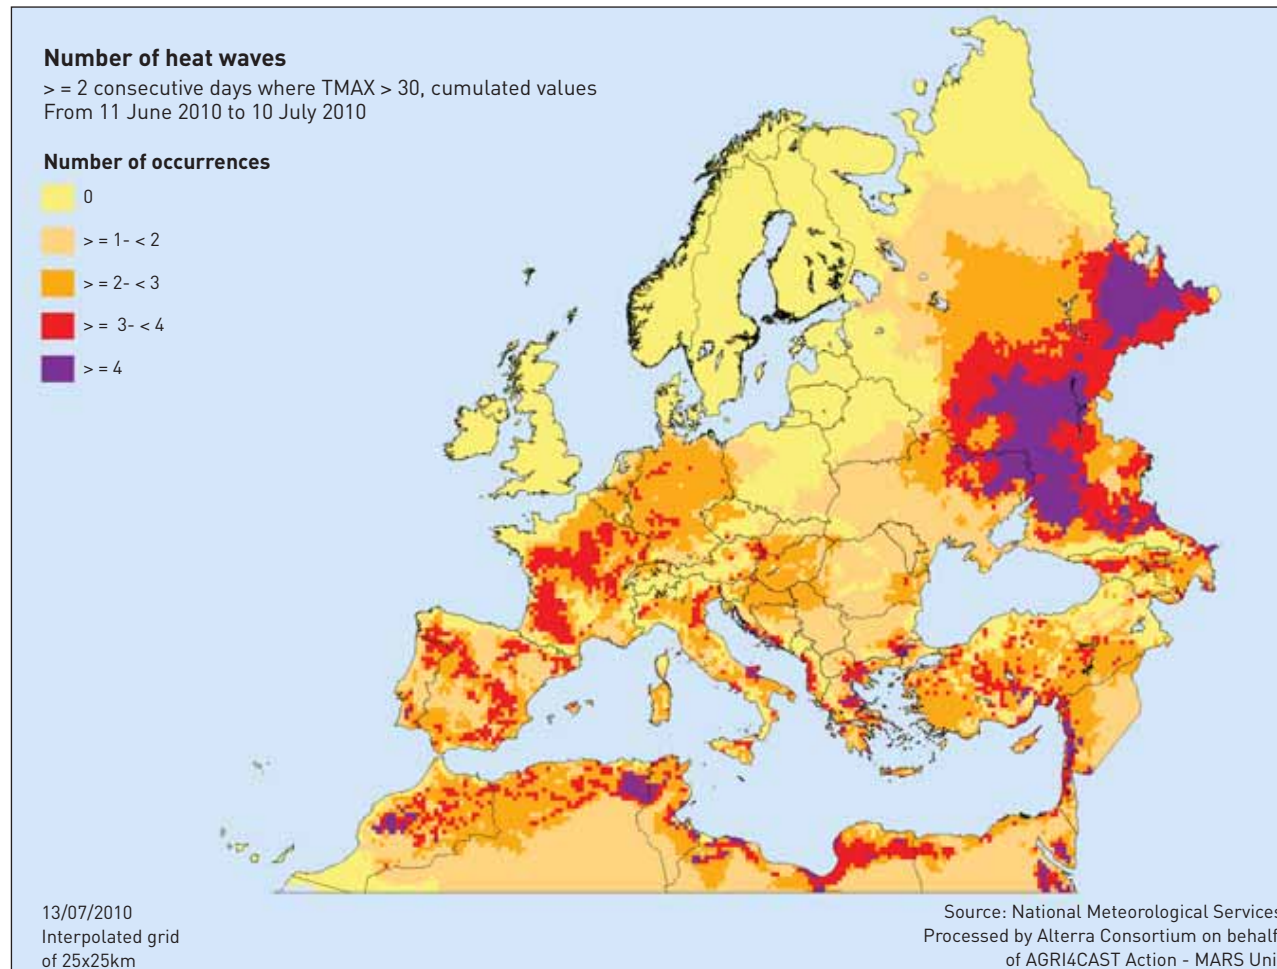 Number of heat waves
> = 2 consecutive days where TMAX > 30, cumulated values
From 11 June 2010 to 10 July 2010
Number of occurrences
0
> = 1- < 2
> = 2- < 3
> = 3- < 4
> = 4
13/07/2010
Interpolated grid
of 25x25km
Source: National Meteorological Services
Processed by Alterra Consortium on behalf
of AGRI4CAST Action - MARS Uni